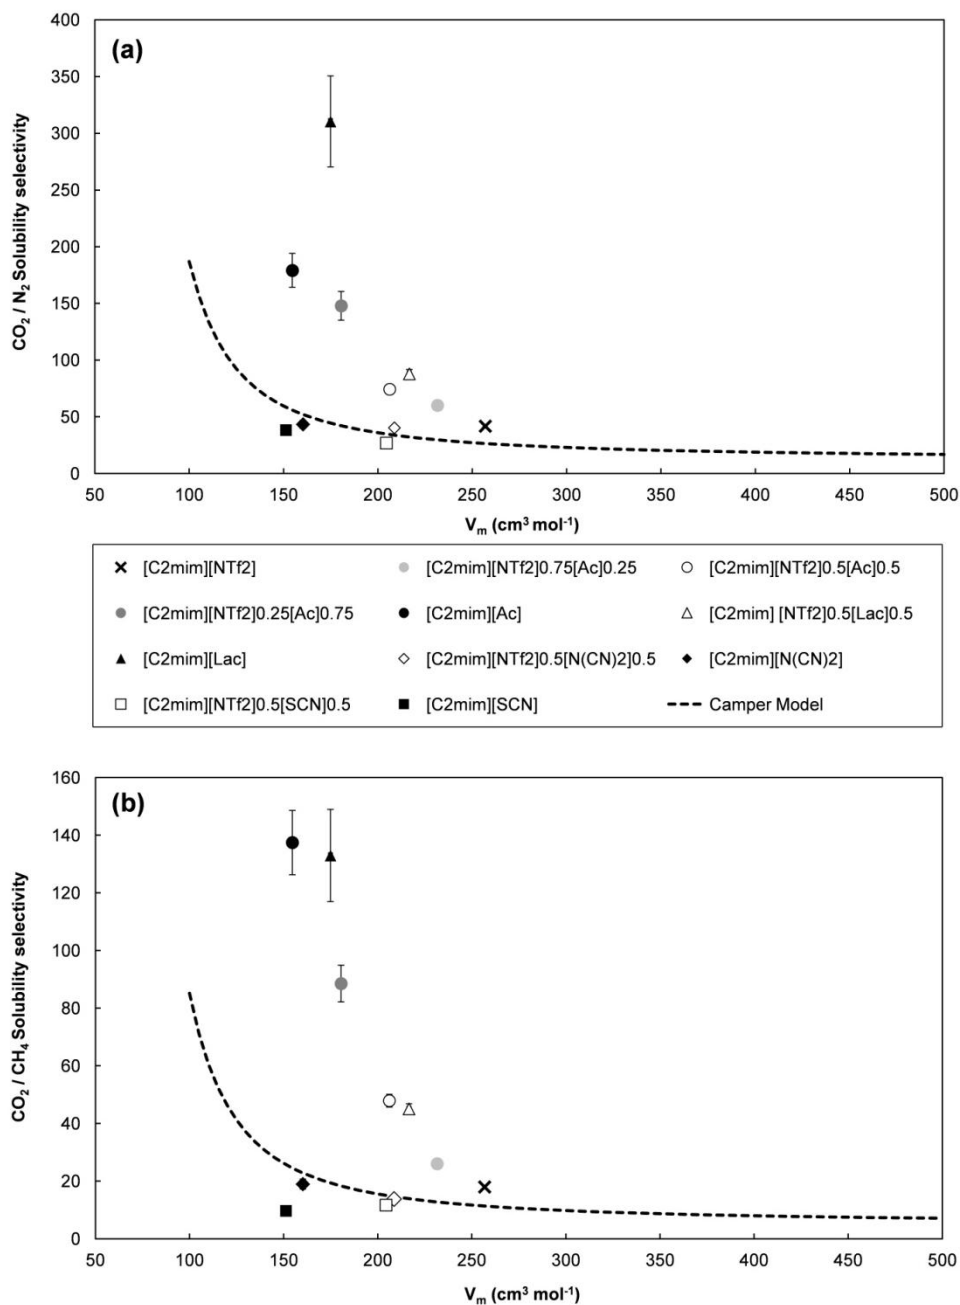 (a)
CO2 / N2 Solubility selectivity
400
350
300
250
200
150
100
50
0
50 100 150 200 250 300 350 400 450 500
Vm (cm3 mol-1)
[C2mim][NTf2] [C2mim][NTf2]0.75[Ac]0.25 [C2mim][NTf2]0.5[Ac]0.5
[C2mim][NTf2]0.25[Ac]0.75 [C2mim][Ac] [C2mim] [NTf2]0.5[Lac]0.5
[C2mim][Lac] [C2mim][NTf2]0.5[N(CN)2]0.5 [C2mim][N(CN)2]
[C2mim][NTf2]0.5[SCN]0.5 [C2mim][SCN] Camper Model
(b)
CO2 / CH4 Solubility selectivity
160
140
120
100
80
60
40
20
0
50 100 150 200 250 300 350 400 450 500
Vm (cm3 mol-1)